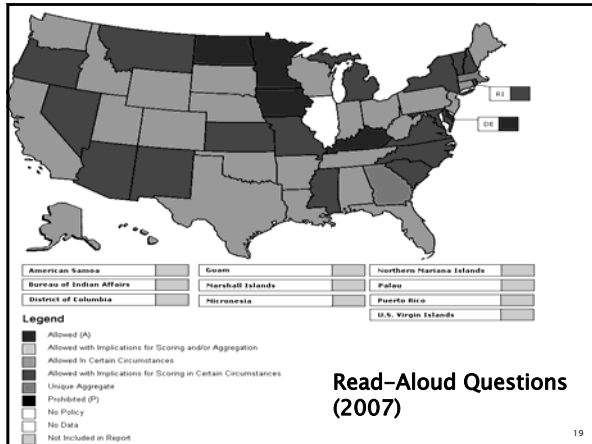 RI
DE
American Samoa
Bureau of Indian Affairs
District of Columbia
Guam
Marshall Islands
Micronesia
Northern Mariana Islands
Palau
Puerto Rico
U.S. Virgin Islands
Legend
Allowed (A)
Allowed with Implications for Scoring and/or Aggregation
Allowed In Certain Circumstances
Allowed with Implications for Scoring in Certain Circumstances
Unique Aggregate
Prohibited (P)
No Policy
No Data
Not Included in Report
Read-Aloud Questions
(2007)
19